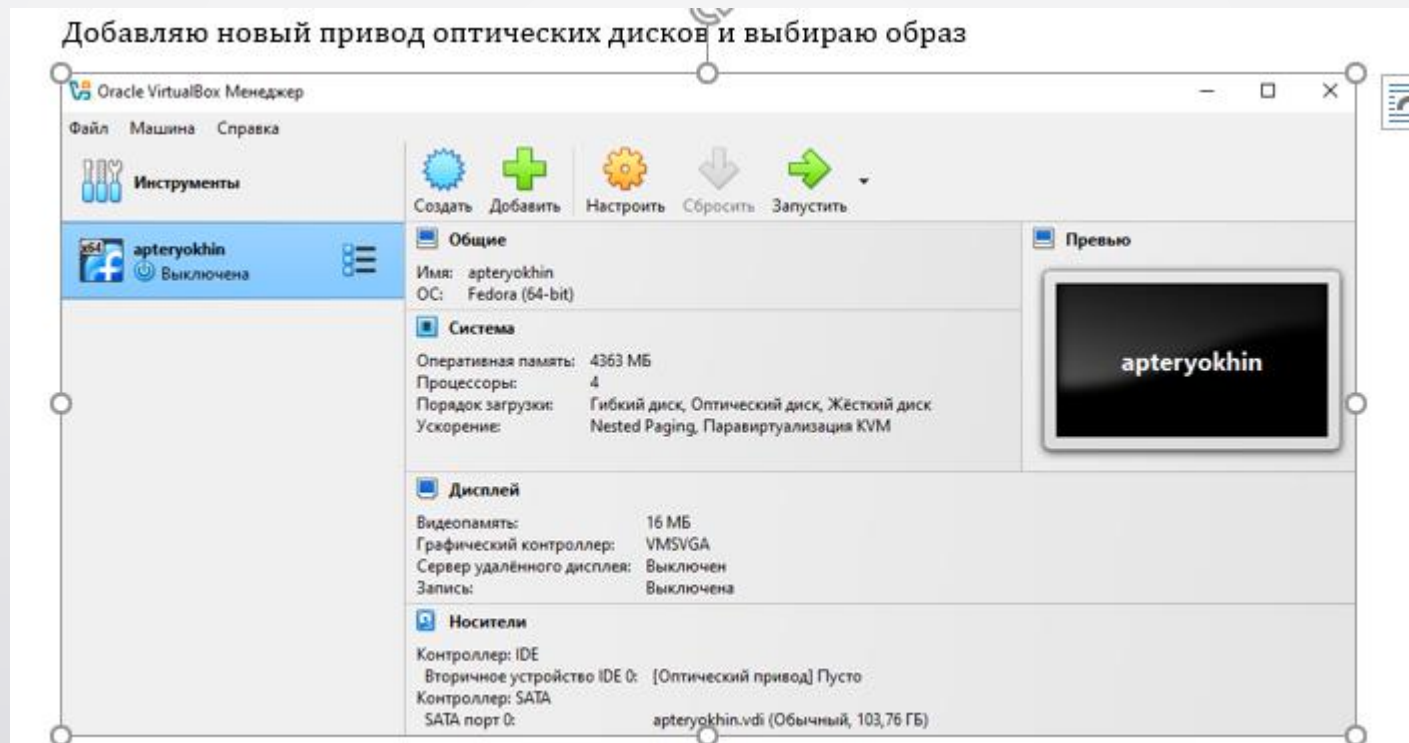 Добавляю новый привод оптических дисков и выбираю образ
Oracle VirtualBox Менеджер
Файл Машина Справка
Инструменты
Создать Добавить Настроить Сбросить Запустить
x64
apteryokhin
Выключена
Общие
Имя: apteryokhin
ОС: Fedora (64-bit)
Превью
apteryokhin
Система
Оперативная память: 4363 МБ
Процессоры: 4
Порядок загрузки: Гибкий диск, Оптический диск, Жёсткий диск
Ускорение: Nested Paging, Паравиртуализация KVM
Дисплей
Видеопамять: 16 МБ
Графический контроллер: VMSVGA
Сервер удалённого дисплея: Выключен
Запись: Выключена
Носители
Контроллер: IDE
Вторичное устройство IDE 0: [Оптический привод] Пусто
Контроллер: SATA
SATA порт 0: apteryokhin.vdi (Обычный, 103,76 ГБ)